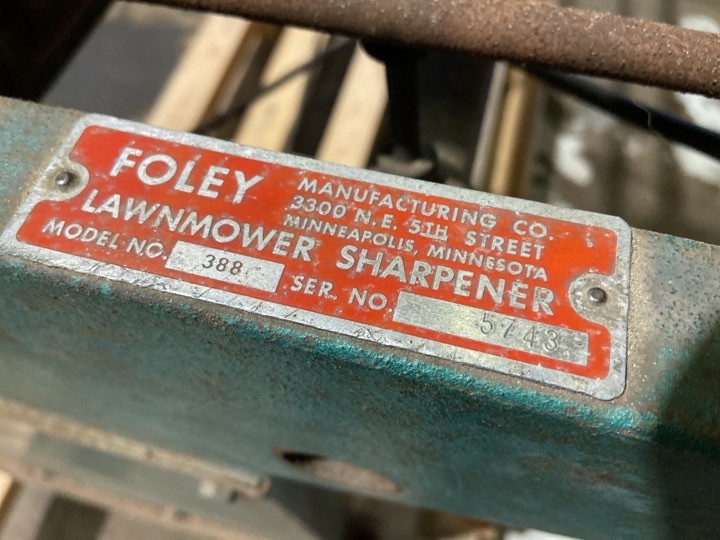 FOLEY MANUFACTURING CO.
3300 N.E. 5TH STREET
MINNEAPOLIS, MINNESOTA
LAWNMOWER SHARPENER
MODEL NO. 388 SER. NO. 5743